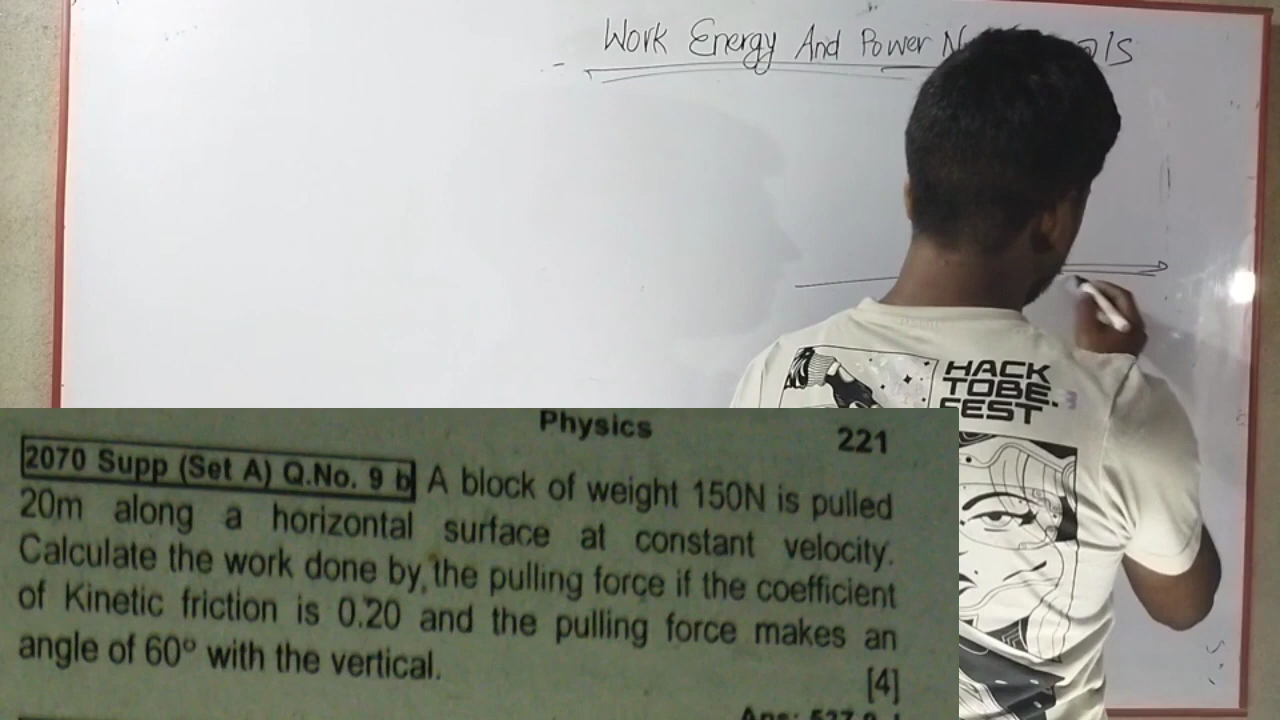 Work Energy And Power
HACK
TOBE.
FEST
Physics
221
2070 Supp (Set A) Q.No. 9 b A block of weight 150N is pulled
20m along a horizontal surface at constant velocity.
Calculate the work done by, the pulling force if the coefficient
of Kinetic friction is 0.20 and the pulling force makes an
angle of 60° with the vertical.
[4]